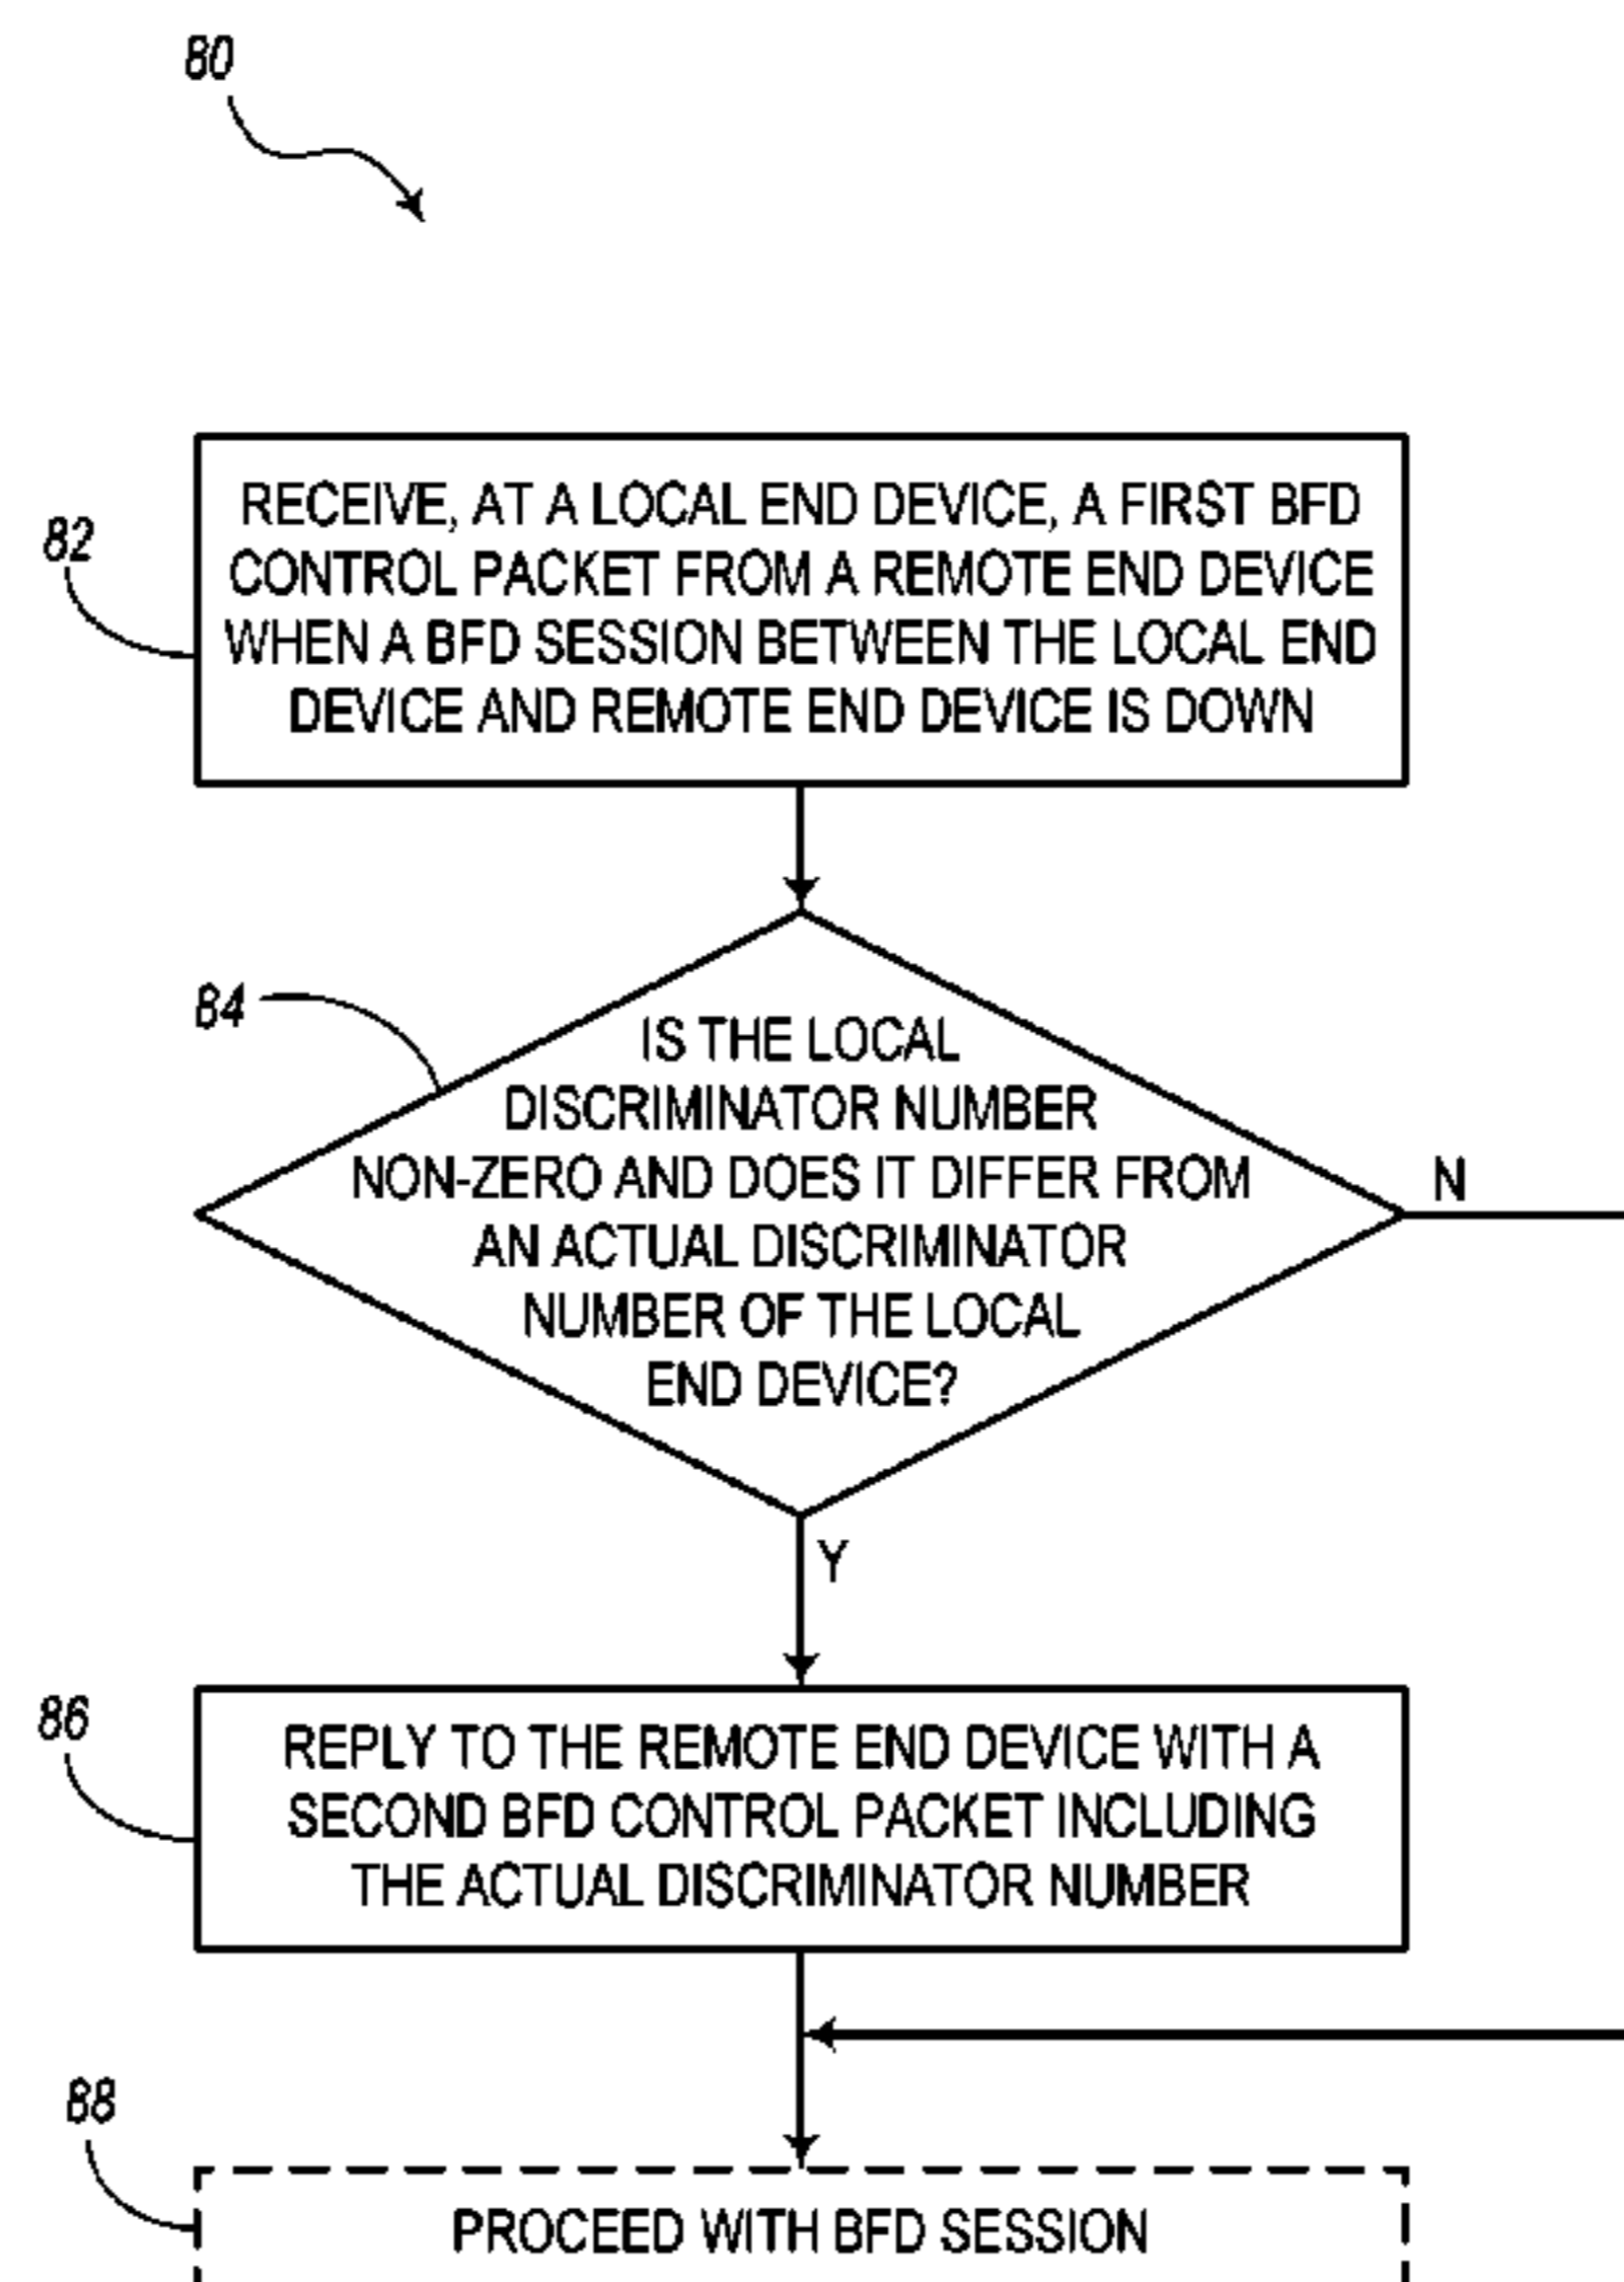 80
82
RECEIVE, AT A LOCAL END DEVICE, A FIRST BFD
CONTROL PACKET FROM A REMOTE END DEVICE
WHEN A BFD SESSION BETWEEN THE LOCAL END
DEVICE AND REMOTE END DEVICE IS DOWN
84
IS THE LOCAL
DISCRIMINATOR NUMBER
NON-ZERO AND DOES IT DIFFER FROM
AN ACTUAL DISCRIMINATOR
NUMBER OF THE LOCAL
END DEVICE?
N
Y
86
REPLY TO THE REMOTE END DEVICE WITH A
SECOND BFD CONTROL PACKET INCLUDING
THE ACTUAL DISCRIMINATOR NUMBER
88
PROCEED WITH BFD SESSION